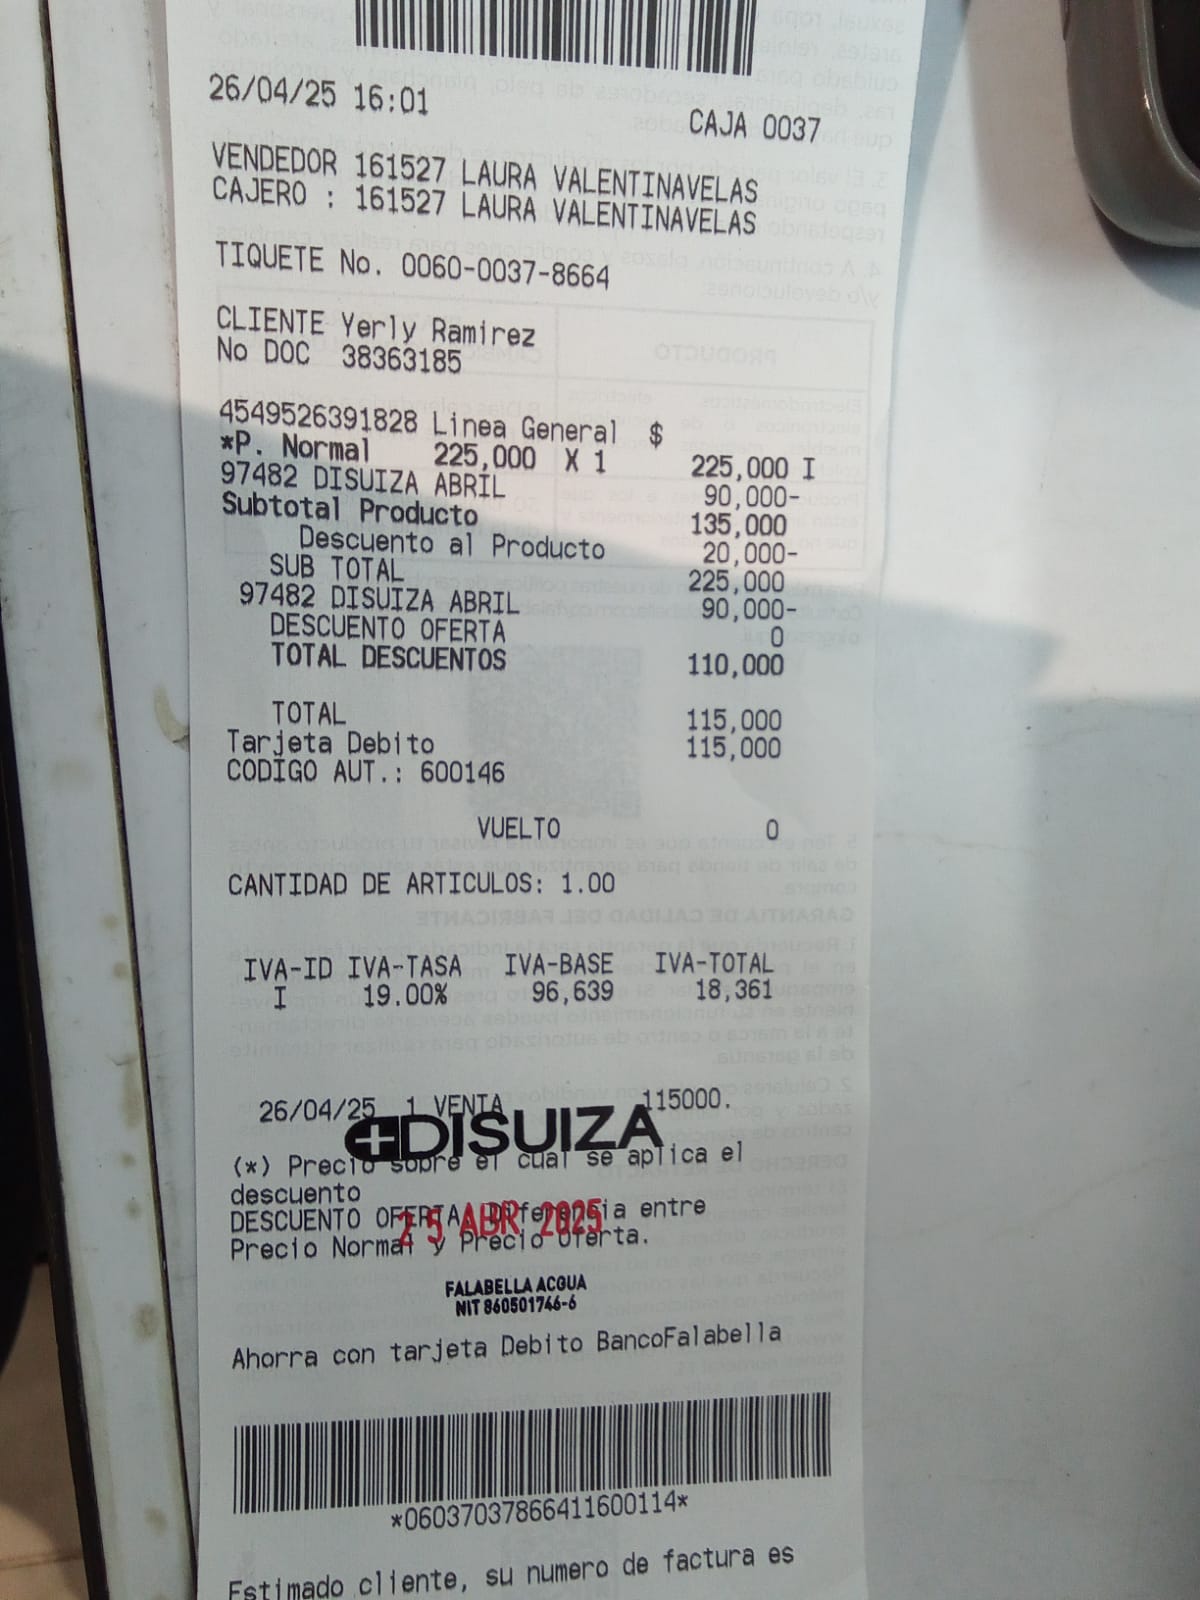 26/04/25 16:01
CAJA 0037
VENDEDOR 161527 LAURA VALENTINAVELAS
CAJERO : 161527 LAURA VALENTINAVELAS
TIQUETE No. 0060-0037-8664
CLIENTE Yerly Ramirez
No DOC 38363185
4549526391828 Linea General $
*P. Normal 225,000 X 1 225,000 I
97482 DISUIZA ABRIL 90,000-
Subtotal Producto 135,000
Descuento al Producto 20,000-
SUB TOTAL 225,000
97482 DISUIZA ABRIL 90,000-
DESCUENTO OFERTA 0
TOTAL DESCUENTOS 110,000
TOTAL 115,000
Tarjeta Debito 115,000
CODIGO AUT.: 600146
VUELTO 0
CANTIDAD DE ARTICULOS: 1.00
IVA-ID IVA-TASA IVA-BASE IVA-TOTAL
I 19.00% 96,639 18,361
26/04/25 1 VENTA 115000.
DISUIZA
(*) Precio sobre el cual se aplica el
descuento
DESCUENTO OFERTA: Diferencia entre
25 ABR 2025
Precio Normal y Precio Oferta.
FALABELLA ACQUA
NIT 860501746-6
Ahorra con tarjeta Debito BancoFalabella
*06037037866411600114*
Estimado cliente, su numero de factura es